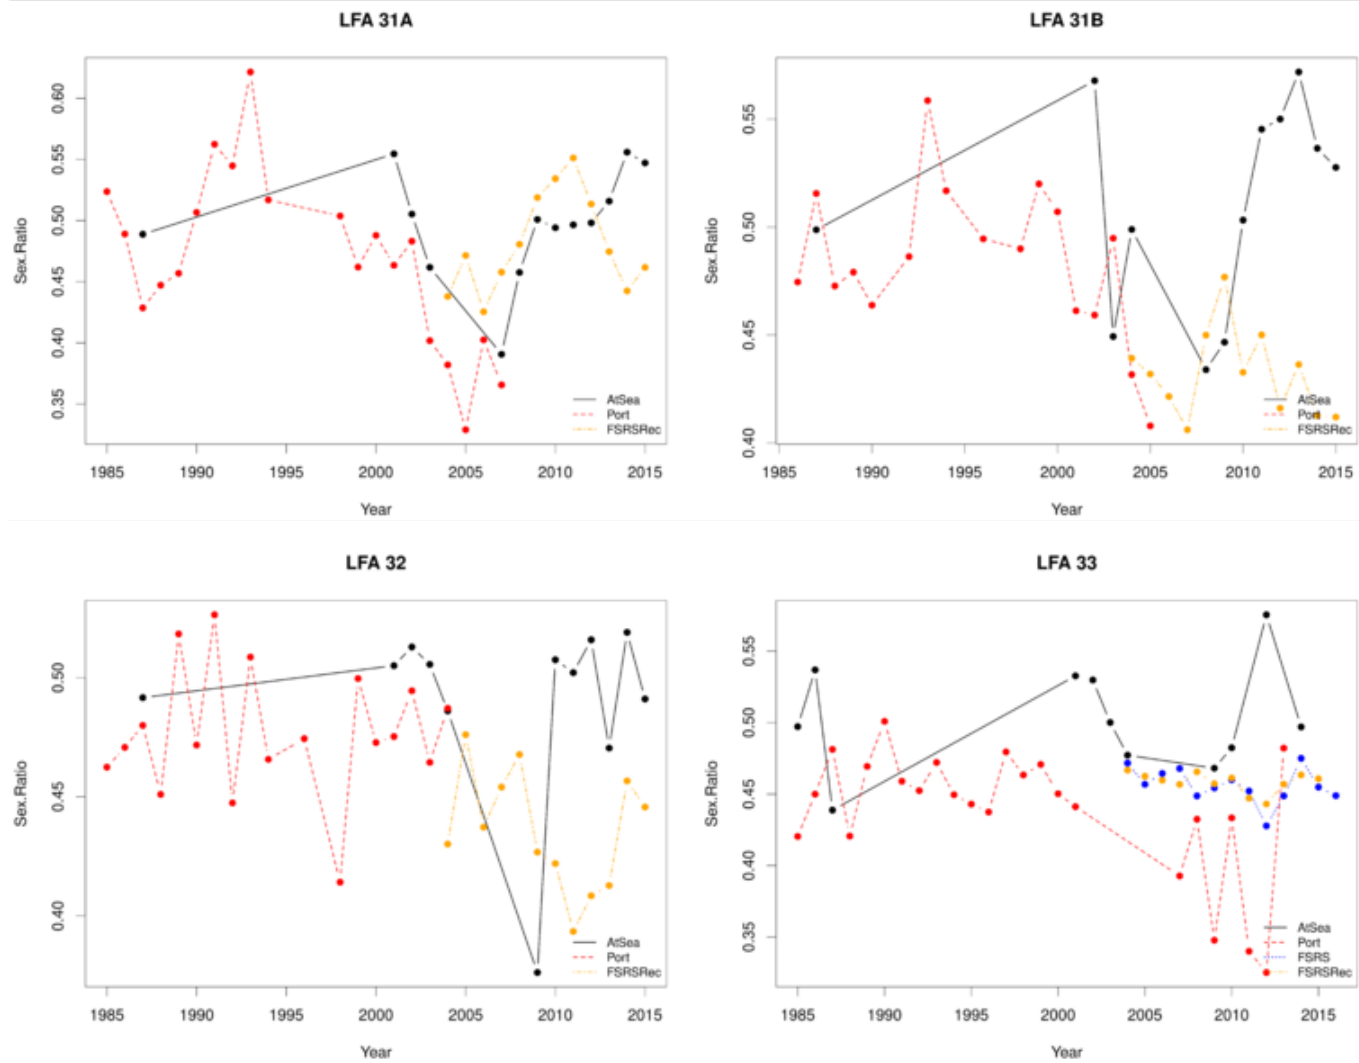 LFA 31A
Sex.Ratio
0.60
0.55
0.50
0.45
0.40
0.35
AtSea
Port
FSRSRec
1985 1990 1995 2000 2005 2010 2015
Year
LFA 31B
Sex.Ratio
0.55
0.50
0.45
0.40
AtSea
Port
FSRSRec
1985 1990 1995 2000 2005 2010 2015
Year
LFA 32
Sex.Ratio
0.50
0.45
0.40
AtSea
Port
FSRSRec
1985 1990 1995 2000 2005 2010 2015
Year
LFA 33
Sex.Ratio
0.55
0.50
0.45
0.40
0.35
AtSea
Port
FSRS
FSRSRec
1985 1990 1995 2000 2005 2010 2015
Year